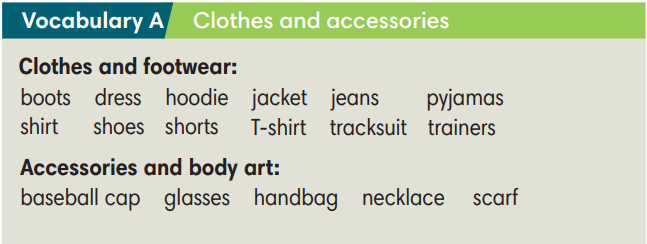 Vocabulary A Clothes and accessories
Clothes and footwear:
boots dress hoodie jacket jeans pyjamas
shirt shoes shorts T-shirt tracksuit trainers
Accessories and body art:
baseball cap glasses handbag necklace scarf